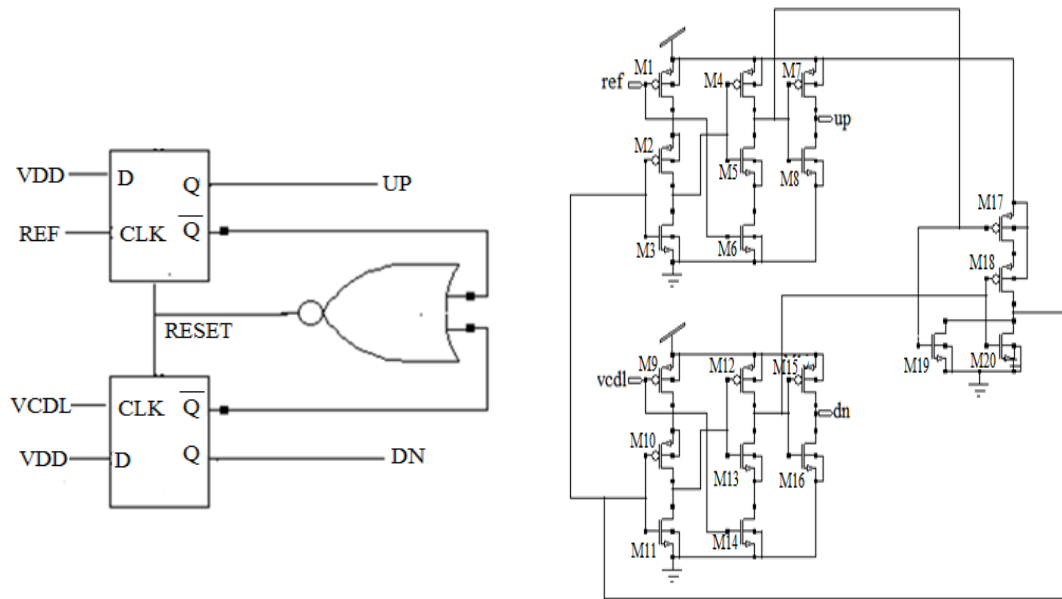 VDD
D
Q
UP
REF
CLK
Q
RESET
VCDL
CLK
Q
VDD
D
Q
DN
ref
M1
M4
M7
up
M2
M5
M8
M3
M6
M17
M18
M19
M20
vcdl
M9
M12
M15
dn
M10
M13
M16
M11
M14